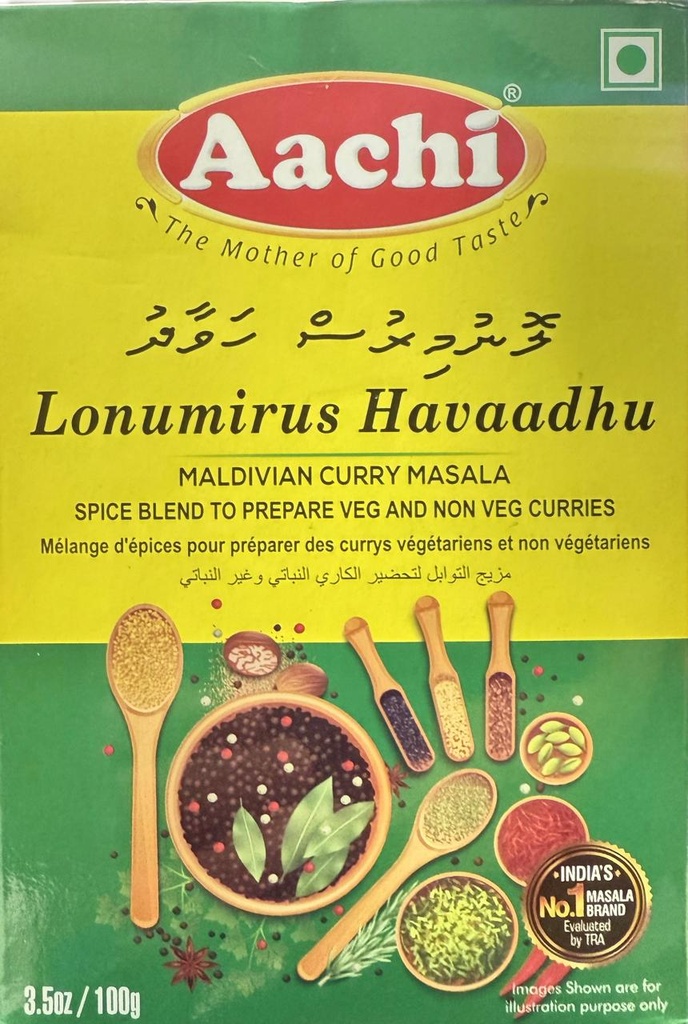 Aachi®
The Mother of Good Taste
ލޮނުމިރުސް ހަވާދު
Lonumirus Havaadhu
MALDIVIAN CURRY MASALA
SPICE BLEND TO PREPARE VEG AND NON VEG CURRIES
Mélange d'épices pour préparer des currys végétariens et non végétariens
مزيج التوابل لتحضير الكاري النباتي وغير النباتي
INDIA'S
No.1 MASALA BRAND
Evaluated
by TRA
3.5oz / 100g
Images Shown are for
illustration purpose only